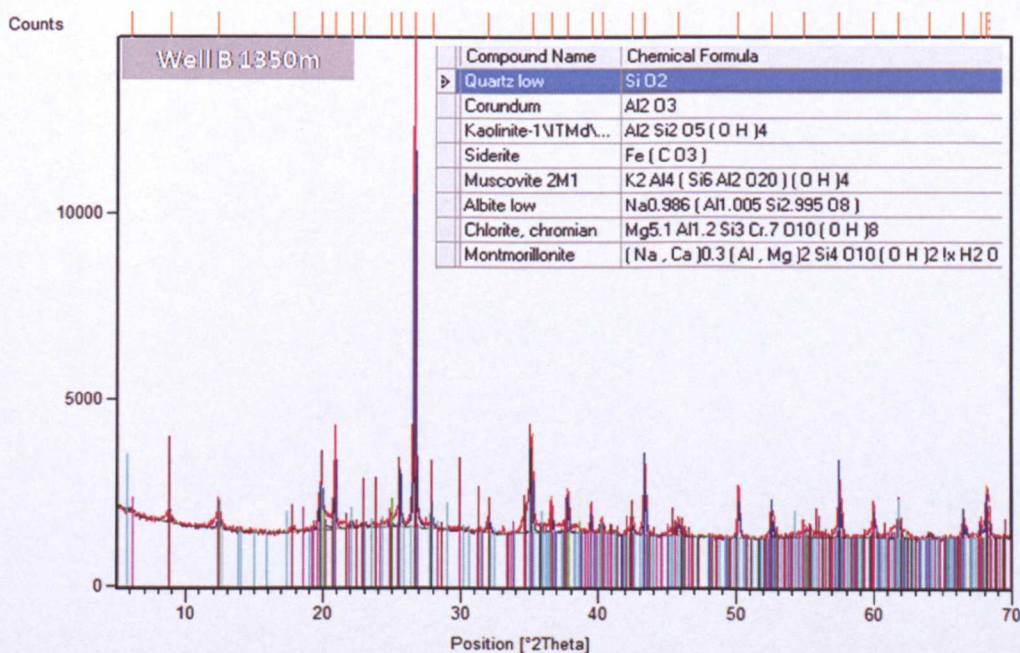 Counts
Well B 1350m
Compound Name Chemical Formula
Quartz low Si O2
Corundum Al2 O3
Kaolinite-1\ITMd\... Al2 Si2 O5 ( O H )4
Siderite Fe ( C O3 )
Muscovite 2M1 K2 Al4 ( Si6 Al2 O20 ) ( O H )4
Albite low Na0.986 ( Al1.005 Si2.995 O8 )
Chlorite, chromian Mg5.1 Al1.2 Si3 Cr.7 O10 ( O H )8
Montmorillonite ( Na , Ca )0.3 ( Al , Mg )2 Si4 O10 ( O H )2 !x H2 O
10000
5000
0
10 20 30 40 50 60 70
Position [°2Theta]